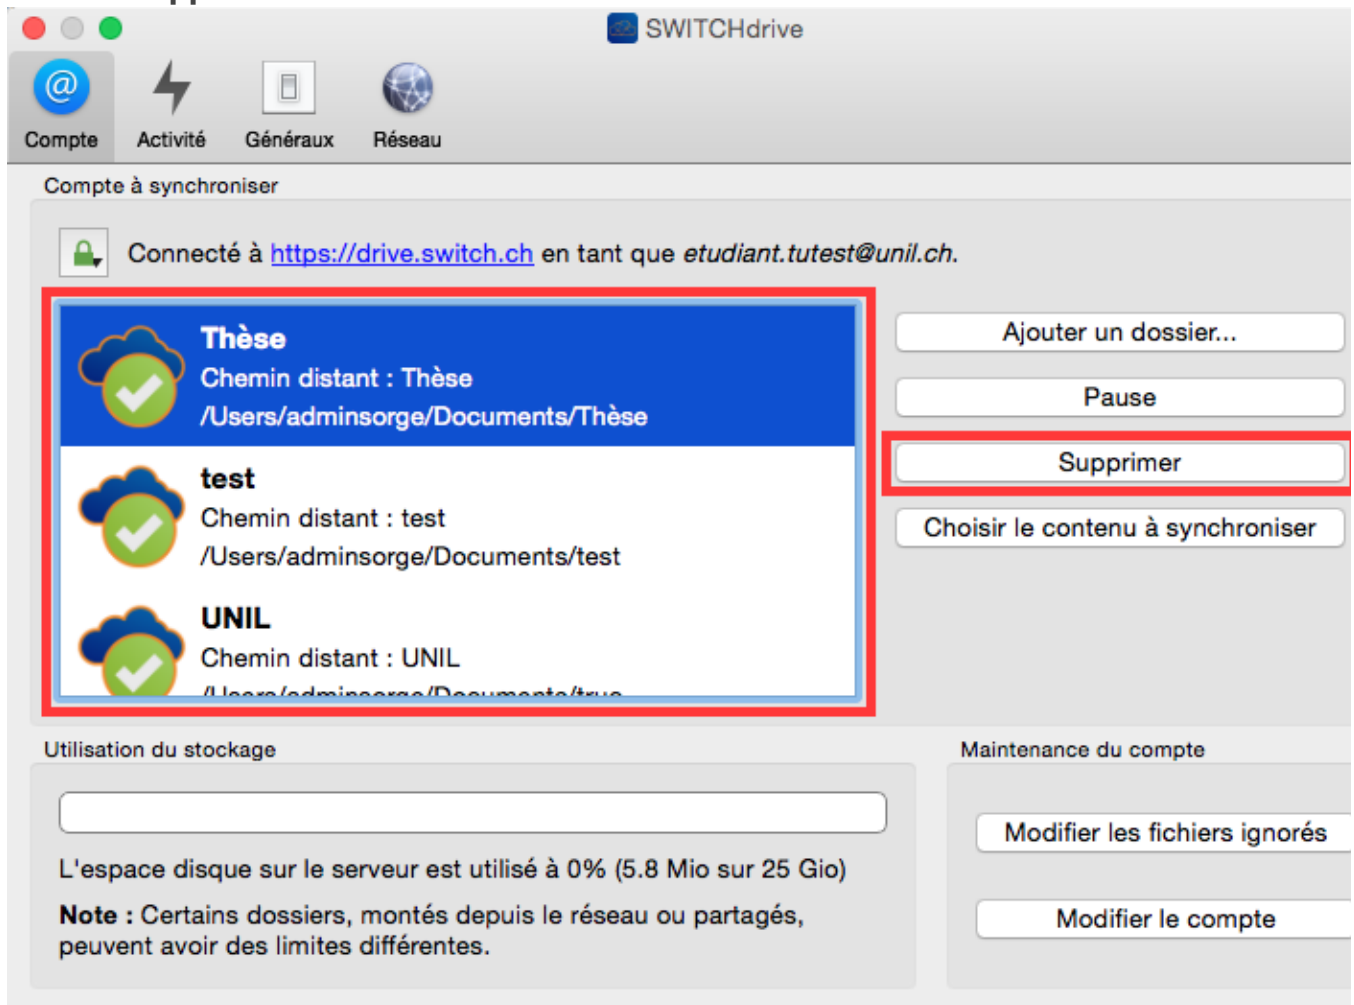 SWITCHdrive
Compte
Activité
Généraux
Réseau
Compte à synchroniser
Connecté à https://drive.switch.ch en tant que etudiant.tutest@unil.ch.
Thèse
Chemin distant : Thèse
/Users/adminsorge/Documents/Thèse
test
Chemin distant : test
/Users/adminsorge/Documents/test
UNIL
Chemin distant : UNIL
/Users/adminsorge/Documents/true
Ajouter un dossier...
Pause
Supprimer
Choisir le contenu à synchroniser
Utilisation du stockage
L'espace disque sur le serveur est utilisé à 0% (5.8 Mio sur 25 Gio)
Note : Certains dossiers, montés depuis le réseau ou partagés,
peuvent avoir des limites différentes.
Maintenance du compte
Modifier les fichiers ignorés
Modifier le compte